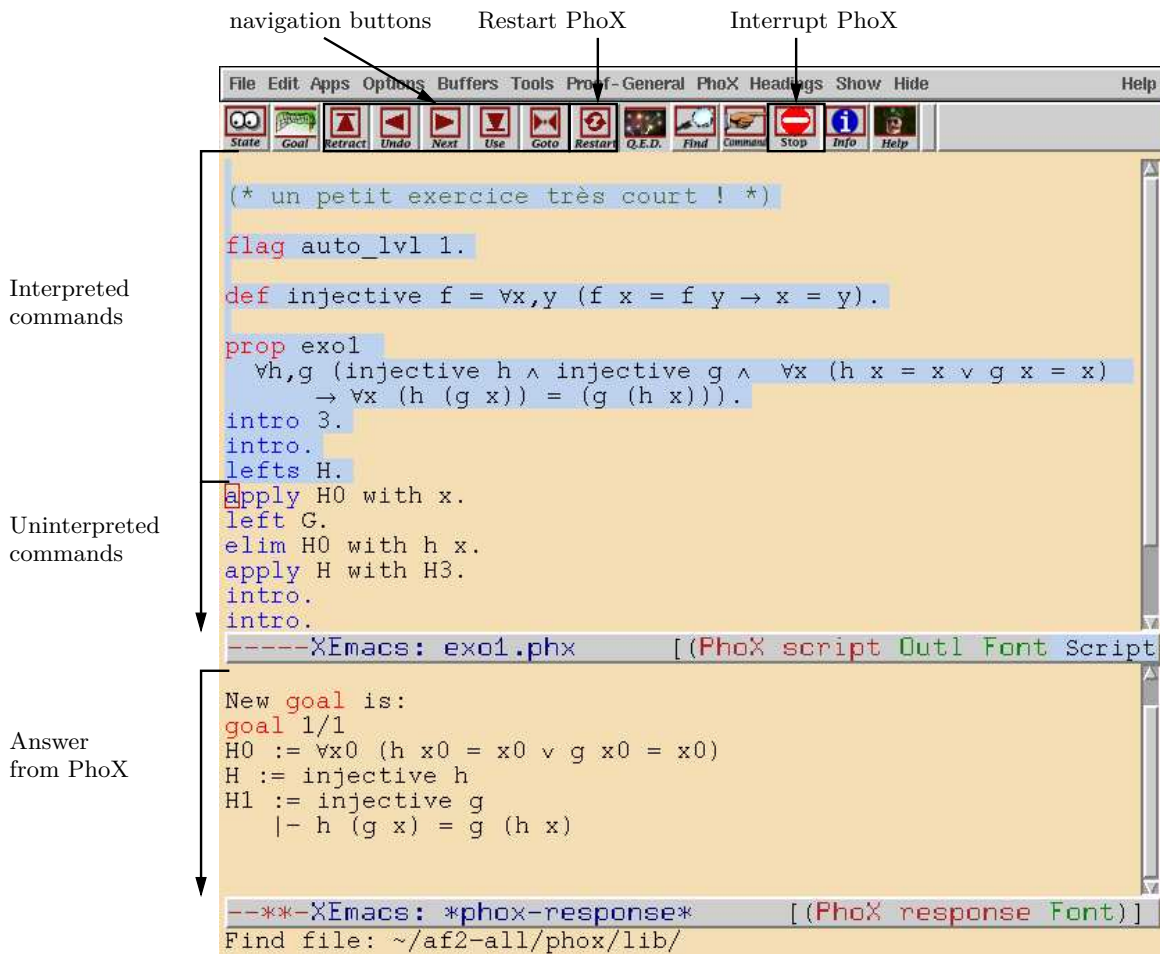 navigation buttons Restart PhoX Interrupt PhoX
File Edit Apps Options Buffers Tools Proof-General PhoX Headings Show Hide Help
State Goal Retract Undo Next Use Goto Restart Q.E.D. Find Command Stop Info Help
(* un petit exercice très court ! *)
flag auto_lvl 1.
Interpreted
commands
def injective f = ∀x,y (f x = f y → x = y).
prop exo1
∀h,g (injective h ∧ injective g ∧ ∀x (h x = x ∨ g x = x)
→ ∀x (h (g x)) = (g (h x))).
intro 3.
intro.
lefts H.
apply H0 with x.
left G.
Uninterpreted
commands
elim H0 with h x.
apply H with H3.
intro.
intro.
-----XEmacs: exo1.phx [(PhoX script Outl Font Script
New goal is:
goal 1/1
Answer
from PhoX
H0 := ∀x0 (h x0 = x0 ∨ g x0 = x0)
H := injective h
H1 := injective g
|- h (g x) = g (h x)
--**-XEmacs: *phox-response* [(PhoX response Font)]
Find file: ~/af2-all/phox/lib/